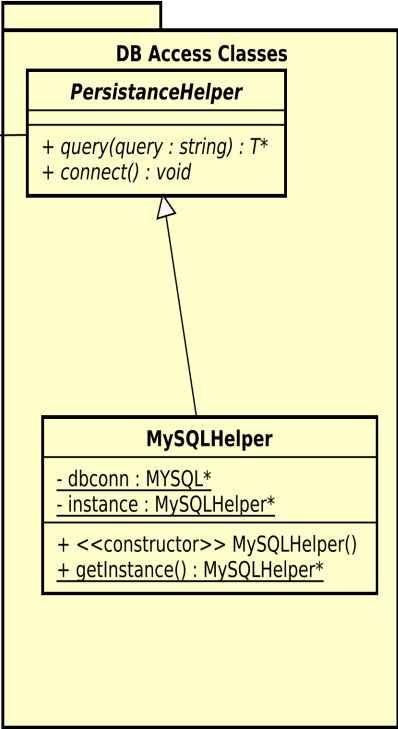 DB Access Classes
PersistanceHelper
+ query(query : string) : T*
+ connect() : void
MySQLHelper
- dbconn : MYSQL*
- instance : MySQLHelper*
+ <<constructor>> MySQLHelper()
+ getInstance() : MySQLHelper*